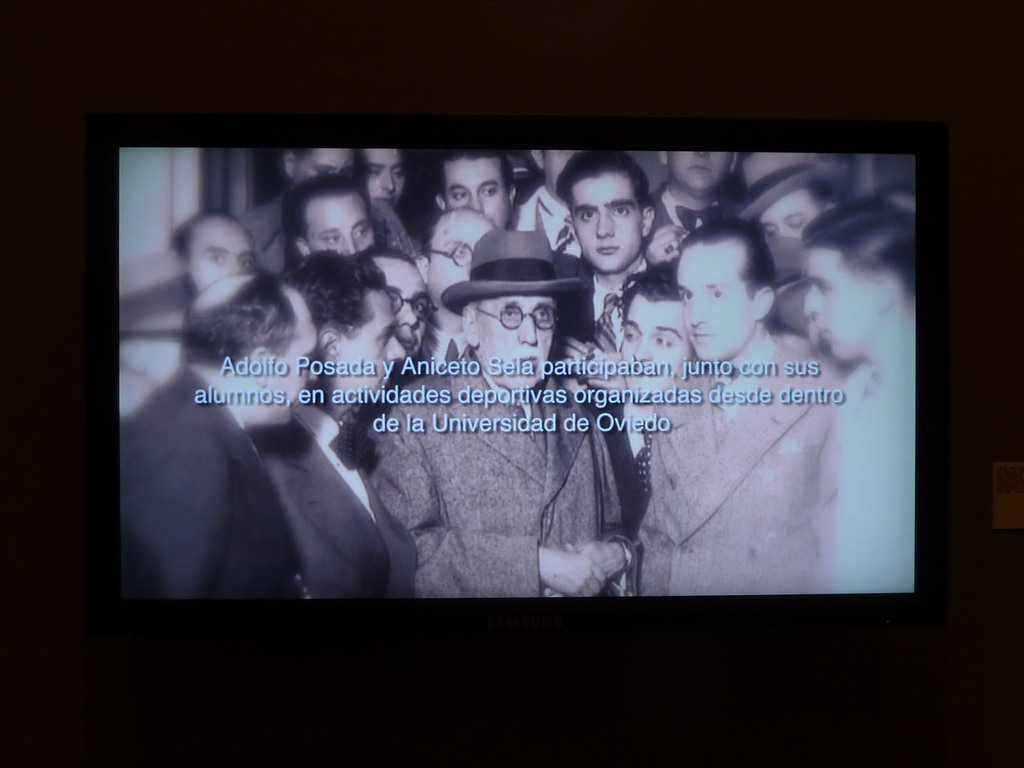 Adolfo Posada y Aniceto Sela participaban, junto con sus
alumnos, en actividades deportivas organizadas desde dentro
de la Universidad de Oviedo
SAMSUNG